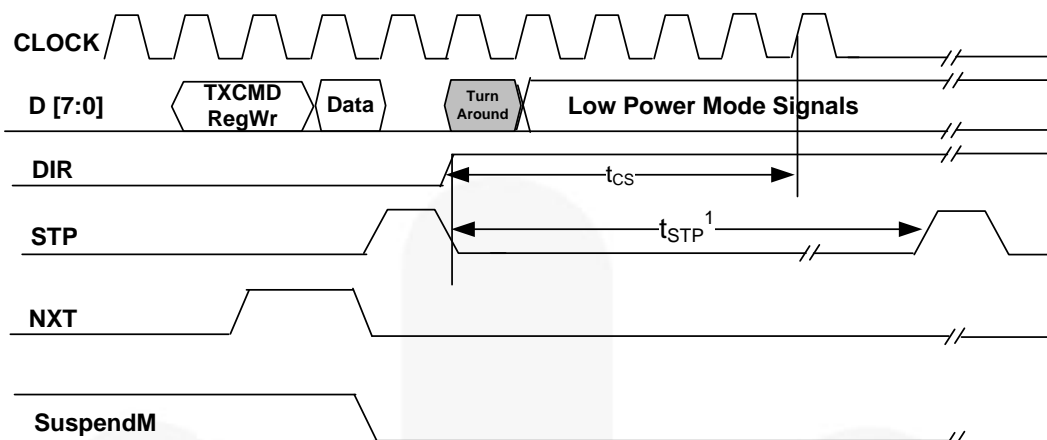 CLOCK
D [7:0]
TXCMD
RegWr
Data
Turn
Around
Low Power Mode Signals
DIR
tCS
STP
tSTP1
NXT
SuspendM